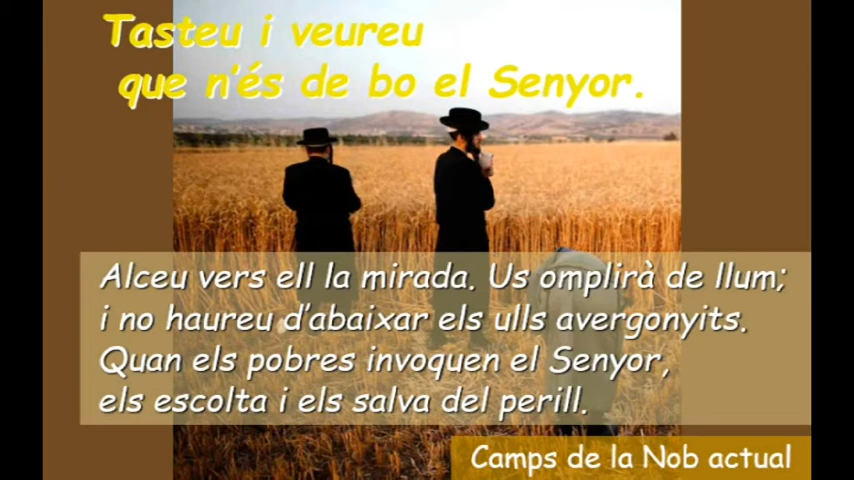 Tasteu i veureu
que n'és de bo el Senyor.
Alceu vers ell la mirada. Us omplirà de llum;
i no haureu d'abaixar els ulls avergonyits.
Quan els pobres invoquen el Senyor,
els escolta i els salva del perill.
Camps de la Nob actual